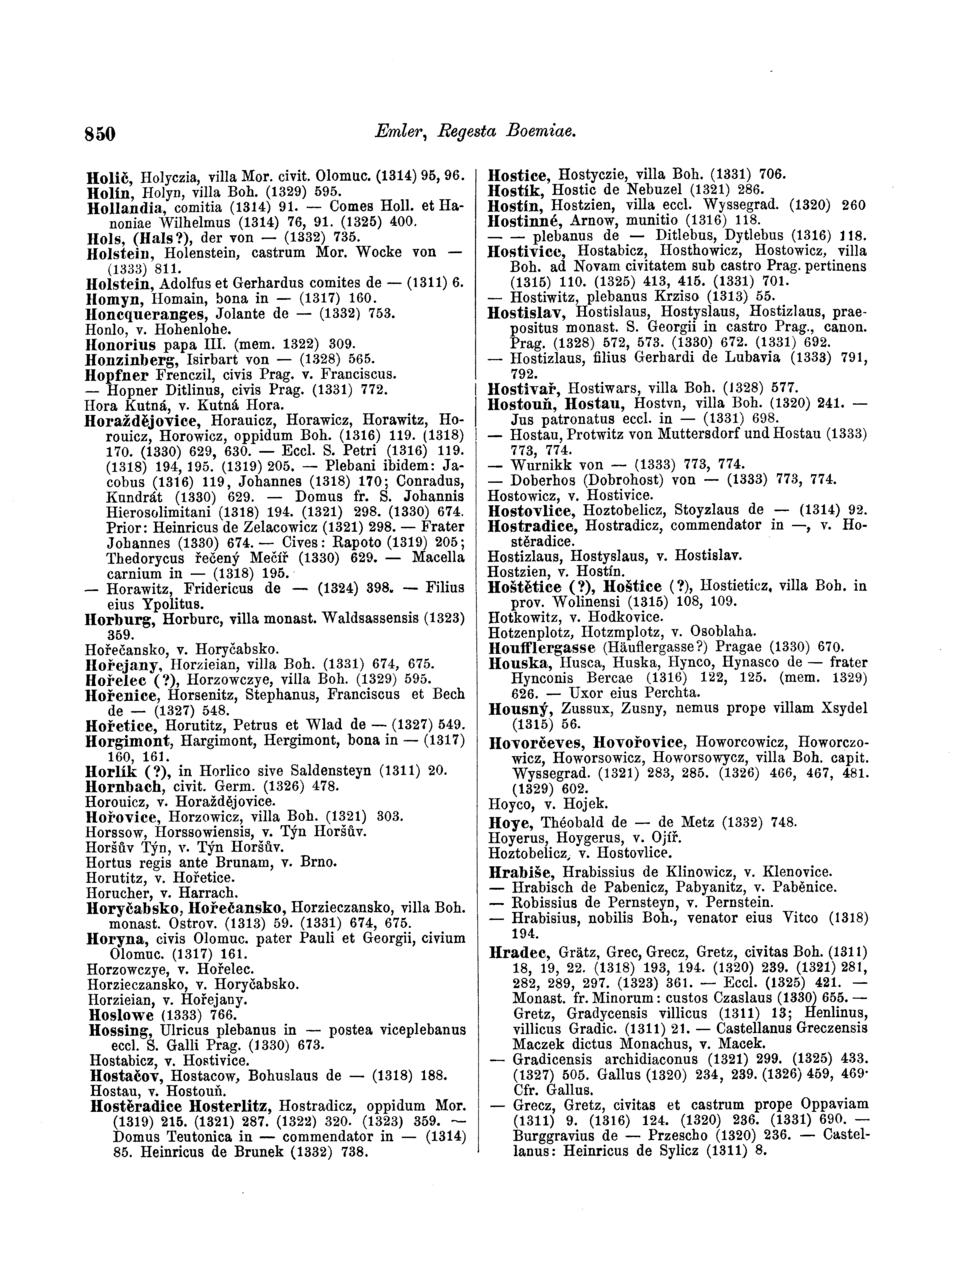 850
Emler, Regesta Boemiae.
Holič, Holyczia, villa Mor. civit. Olomuc. (1314) 95, 96.
Holín, Holyn, villa Boh. (1329) 595.
Hollandia, comitia (1314) 91. — Comes Holl. et Ha-
noniae Wilhelmus (1314) 76, 91. (1325) 400.
Hols, (Hals?), der von — (1332) 735.
Holstein, Holenstein, castrum Mor. Wocke von —
(1333) 811.
Holstein, Adolfus et Gerhardus comites de — (1311) 6.
Homyn, Homain, bona in — (1317) 160.
Honcqueranges, Jolante de — (1332) 753.
Honlo, v. Hohenlohe.
Honorius papa III. (mem. 1322) 309.
Honzinberg, Isirbart von — (1328) 565.
Hopfner Frenczil, civis Prag. v. Franciscus.
— Hopner Ditlinus, civis Prag. (1331) 772.
Hora Kutná, v. Kutná Hora.
Horažďějovice, Horauicz, Horawicz, Horawitz, Ho-
rouicz, Horowicz, oppidum Boh. (1316) 119. (1318)
170. (1330) 629, 630. — Eccl. S. Petri (1316) 119.
(1318) 194, 195. (1319) 205. — Plebani ibidem: Ja-
cobus (1316) 119, Johannes (1318) 170; Conradus,
Kundrát (1330) 629. — Domus fr. S. Johannis
Hierosolimitani (1318) 194. (1321) 298. (1330) 674.
Prior: Heinricus de Zelacowicz (1321) 298. — Frater
Johannes (1330) 674. — Cives: Rapoto (1319) 205;
Thedorycus řečený Mečíř (1330) 629. — Macella
carnium in — (1318) 195.
— Horawitz, Fridericus de — (1324) 398. — Filius
eius Ypolitus.
Horburg, Horburc, villa monast. Waldsassensis (1323)
359.
Hořečansko, v. Horyčabsko.
Hořejany, Horzieian, villa Boh. (1331) 674, 675.
Hořelec (?), Horzowczye, villa Boh. (1329) 595.
Hořenice, Horsenitz, Stephanus, Franciscus et Bech
de — (1327) 548.
Hořetice, Horutitz, Petrus et Wlad de — (1327) 549.
Horgimont, Hargimont, Hergimont, bona in — (1317)
160, 161.
Horlík (?), in Horlico sive Saldensteyn (1311) 20.
Hornbach, civit. Germ. (1326) 478.
Horouicz, v. Horažďějovice.
Hořovice, Horzowicz, villa Boh. (1321) 303.
Horssow, Horssowiensis, v. Týn Horšův.
Horšův Týn, v. Týn Horšův.
Hortus regis ante Brunam, v. Brno.
Horutitz, v. Hořetice.
Horucher, v. Harrach.
Horyčabsko, Hořečansko, Horzieczansko, villa Boh.
monast. Ostrov. (1313) 59. (1331) 674, 675.
Horyna, civis Olomuc. pater Pauli et Georgii, civium
Olomuc. (1317) 161.
Horzowczye, v. Hořelec.
Horzieczansko, v. Horyčabsko.
Horzieian, v. Hořejany.
Hoslowe (1333) 766.
Hossing, Ulricus plebanus in — postea viceplebanus
eccl. S. Galli Prag. (1330) 673.
Hostabicz, v. Hostivice.
Hostačov, Hostacow, Bohuslaus de — (1318) 188.
Hostau, v. Hostouň.
Hostěradice Hosterlitz, Hostradicz, oppidum Mor.
(1319) 215. (1321) 287. (1322) 320. (1323) 359. —
Domus Teutonica in — commendator in — (1314)
85. Heinricus de Brunek (1332) 738.
Hostice, Hostyczie, villa Boh. (1331) 706.
Hostík, Hostic de Nebuzel (1321) 286.
Hostín, Hostzien, villa eccl. Wyssegrad. (1320) 260
Hostinné, Arnow, munitio (1316) 118.
— — plebanus de — Ditlebus, Dytlebus (1316) 118.
Hostivice, Hostabicz, Hosthowicz, Hostowicz, villa
Boh. ad Novam civitatem sub castro Prag. pertinens
(1315) 110. (1325) 413, 415. (1331) 701.
— Hostiwitz, plebanus Krziso (1313) 55.
Hostislav, Hostislaus, Hostyslaus, Hostizlaus, prae-
positus monast. S. Georgii in castro Prag., canon.
Prag. (1328) 572, 573. (1330) 672. (1331) 692.
— Hostizlaus, filius Gerhardi de Lubavia (1333) 791,
792.
Hostivař, Hostiwars, villa Boh. (1328) 577.
Hostouň, Hostau, Hostvn, villa Boh. (1320) 241. —
Jus patronatus eccl. in — (1331) 698.
— Hostau, Protwitz von Muttersdorf und Hostau (1333)
773, 774.
— Wurnikk von — (1333) 773, 774.
— Doberhos (Dobrohost) von — (1333) 773, 774.
Hostowicz, v. Hostivice.
Hostovlice, Hoztobelicz, Stoyzlaus de — (1314) 92.
Hostradice, Hostradicz, commendator in —, v. Ho-
stěradice.
Hostizlaus, Hostyslaus, v. Hostislav.
Hostzien, v. Hostín.
Hoštětice (?), Hoštice (?), Hostieticz, villa Boh. in
prov. Wolinensi (1315) 108, 109.
Hotkowitz, v. Hodkovice.
Hotzenplotz, Hotzmplotz, v. Osoblaha.
Houfflergasse (Häuflergasse?) Pragae (1330) 670.
Houska, Husca, Huska, Hynco, Hynasco de — frater
Hynconis Bercae (1316) 122, 125. (mem. 1329)
626. — Uxor eius Perchta.
Housný, Zussux, Zusny, nemus prope villam Xsydel
(1315) 56.
Hovorčeves, Hovořovice, Howorcowicz, Howorczo-
wicz, Howorsowicz, Howorsowycz, villa Boh. capit.
Wyssegrad. (1321) 283, 285. (1326) 466, 467, 481.
(1329) 602.
Hoyco, v. Hojek.
Hoye, Théobald de — de Metz (1332) 748.
Hoyerus, Hoygerus, v. Ojíř.
Hoztobelicz, v. Hostovlice.
Hrabiše, Hrabissius de Klinowicz, v. Klenovice.
— Hrabisch de Pabenicz, Pabyanitz, v. Paběnice.
— Robissius de Pernsteyn, v. Pernstein.
— Hrabisius, nobilis Boh., venator eius Vitco (1318)
194.
Hradec, Grätz, Grec, Grecz, Gretz, civitas Boh. (1311)
18, 19, 22. (1318) 193, 194. (1320) 239. (1321) 281,
282, 289, 297. (1323) 361. — Eccl. (1325) 421. —
Monast. fr. Minorum: custos Czaslaus (1330) 655. —
Gretz, Gradycensis villicus (1311) 13; Henlinus,
villicus Gradic. (1311) 21. — Castellanus Greczensis
Maczek dictus Monachus, v. Macek.
— Gradicensis archidiaconus (1321) 299. (1325) 433.
(1327) 505. Gallus (1320) 234, 239. (1326) 459, 469·
Cfr. Gallus.
— Grecz, Gretz, civitas et castrum prope Oppaviam
(1311) 9. (1316) 124. (1320) 236. (1331) 690. —
Burggravius de — Przescho (1320) 236. — Castel-
lanus: Heinricus de Sylicz (1311) 8.